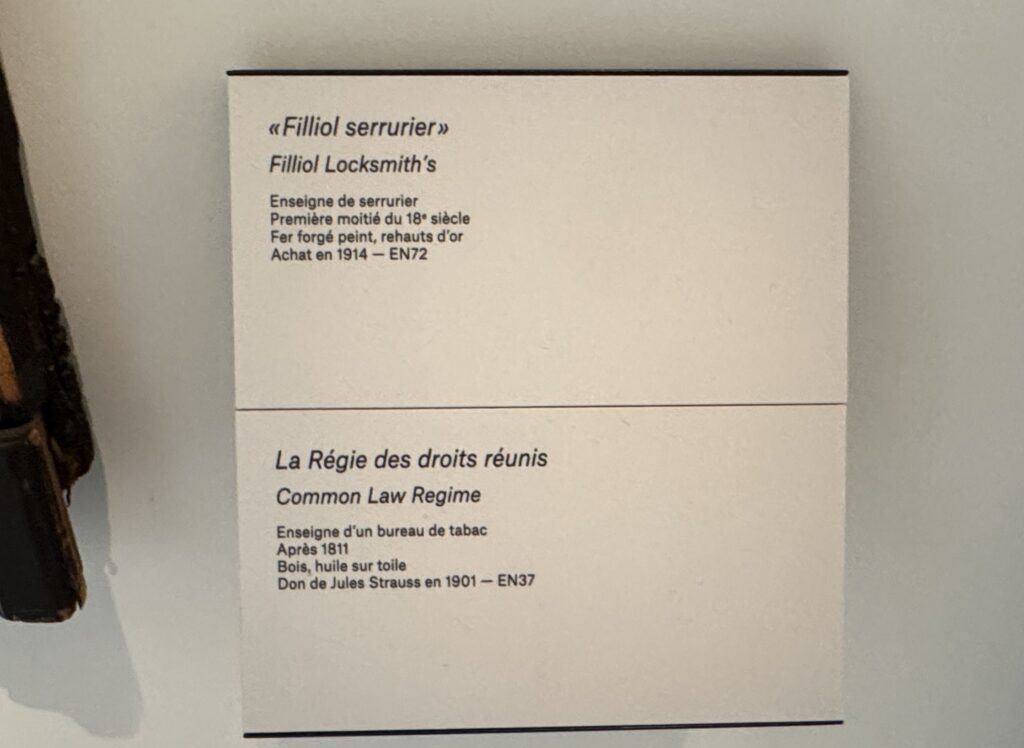 «Filliol serrurier»
Filliol Locksmith's
Enseigne de serrurier
Première moitié du 18e siècle
Fer forgé peint, rehauts d'or
Achat en 1914 — EN72
La Régie des droits réunis
Common Law Regime
Enseigne d'un bureau de tabac
Après 1811
Bois, huile sur toile
Don de Jules Strauss en 1901 — EN37